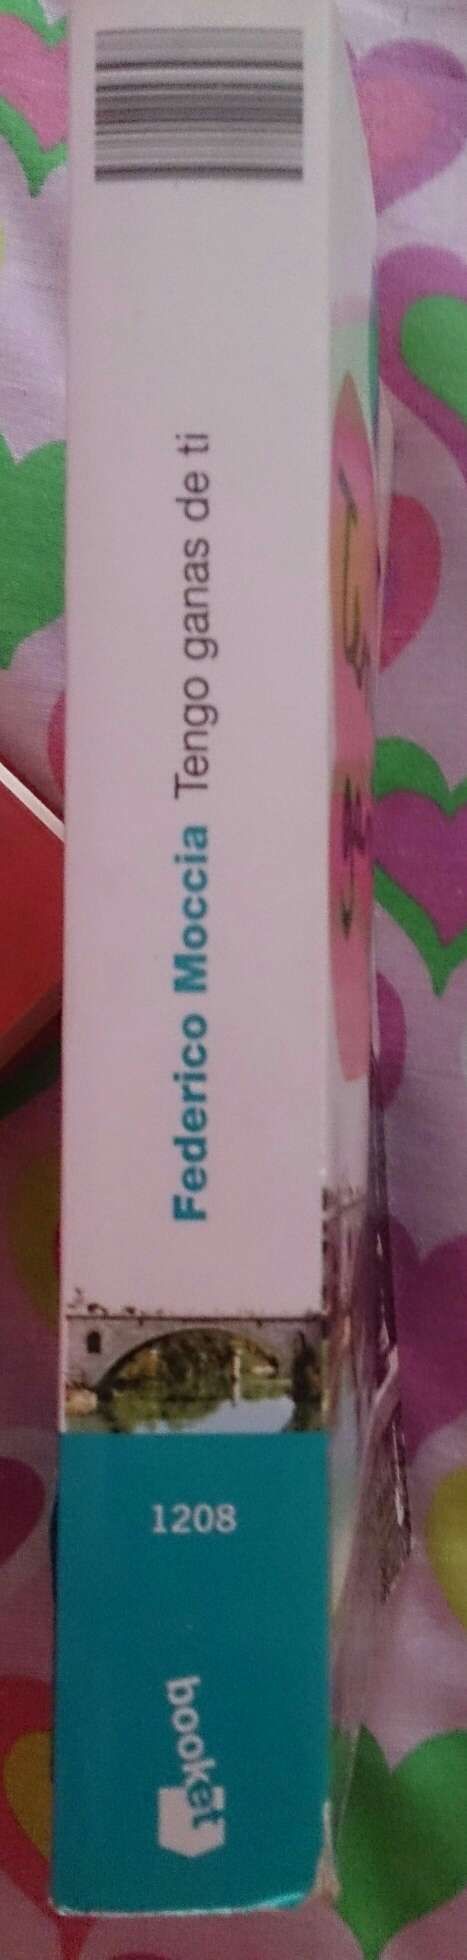 Federico Moccia Tengo ganas de ti
1208
booket